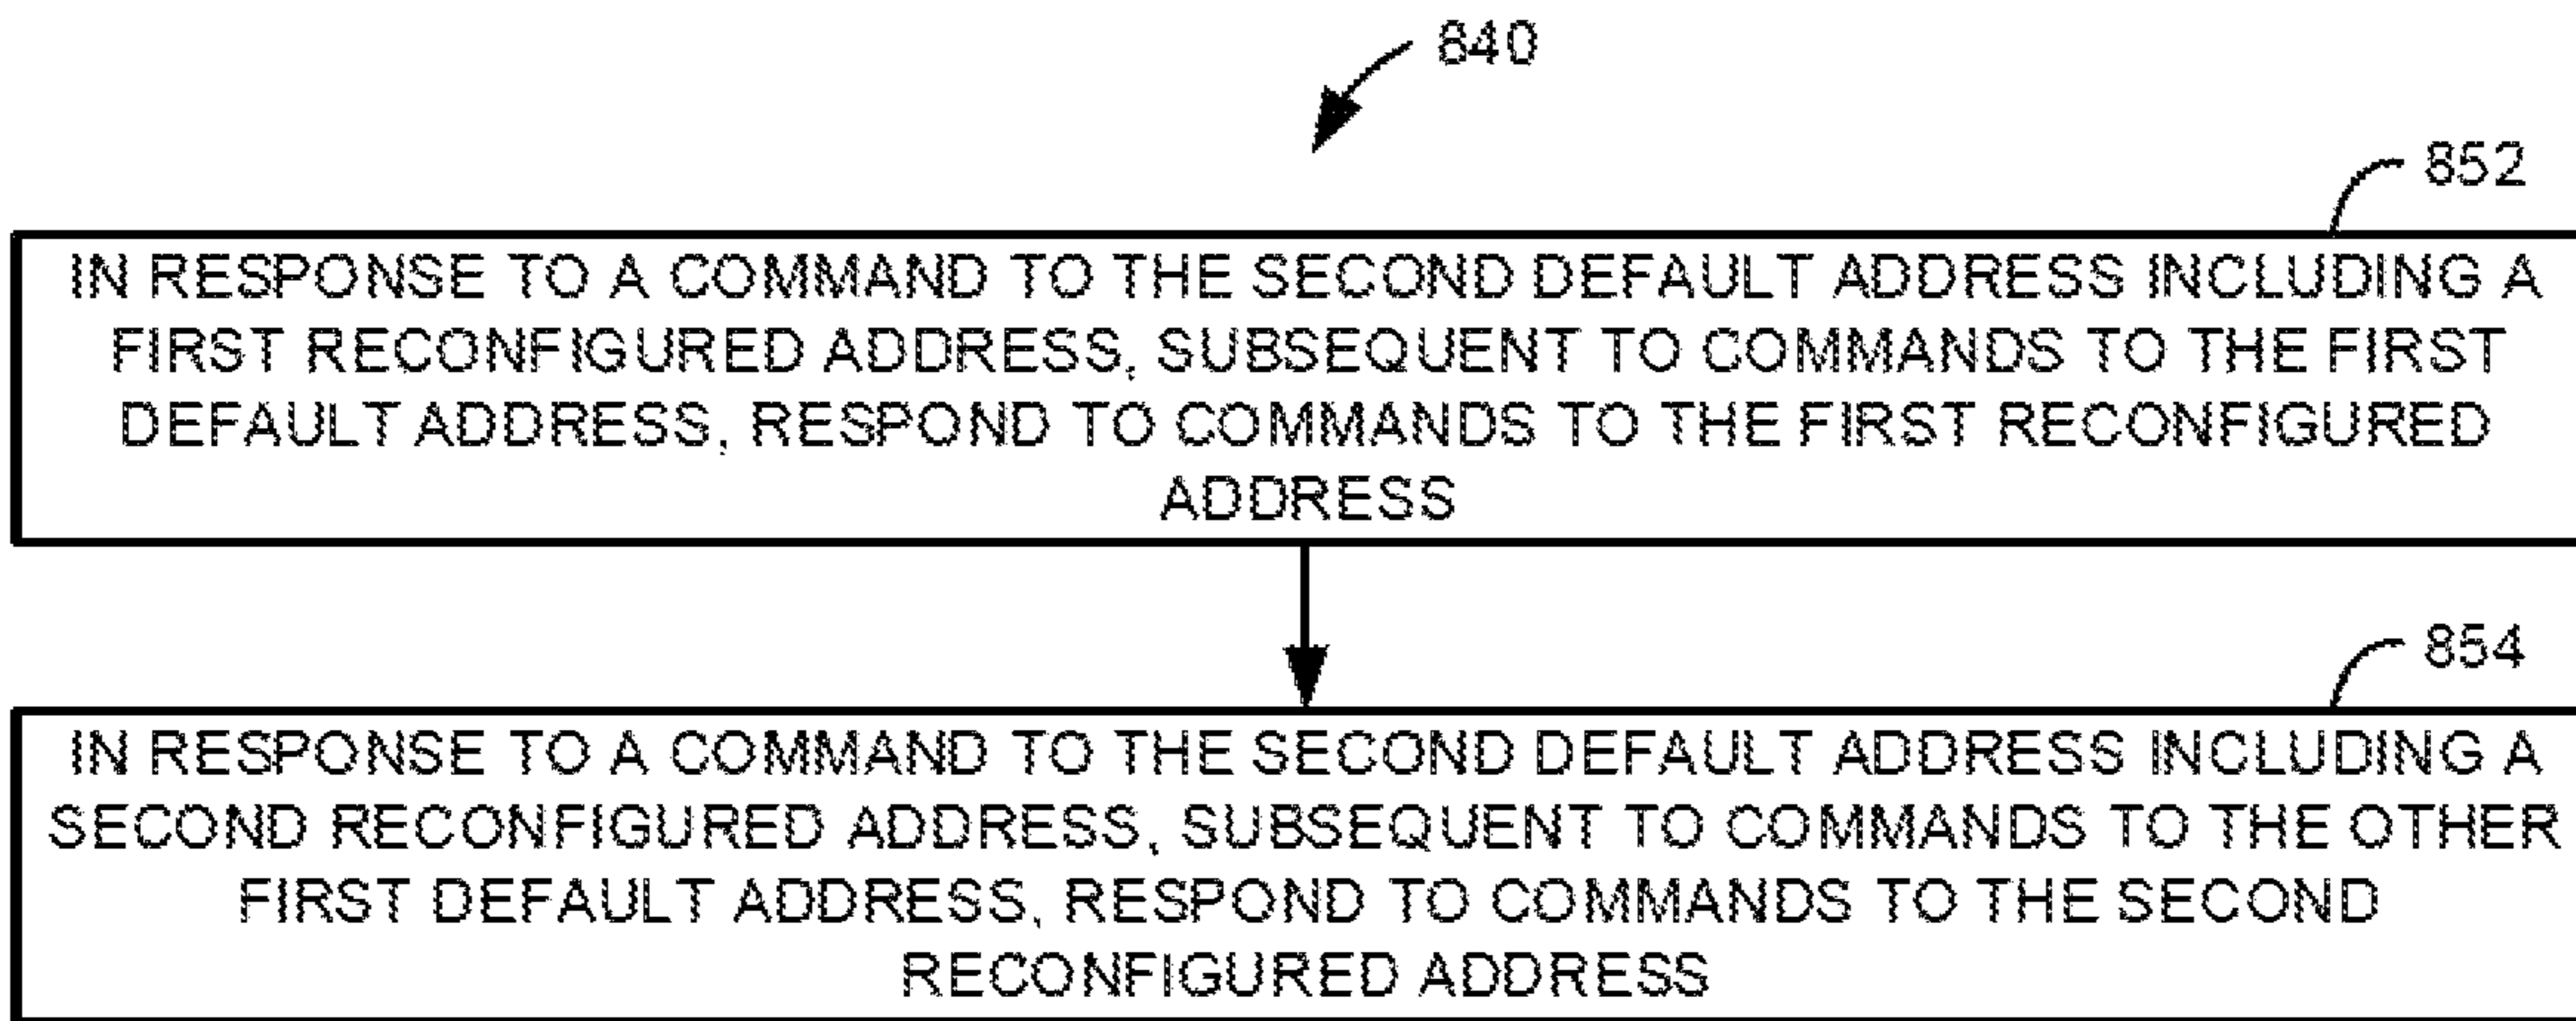 840
852
IN RESPONSE TO A COMMAND TO THE SECOND DEFAULT ADDRESS INCLUDING A
FIRST RECONFIGURED ADDRESS, SUBSEQUENT TO COMMANDS TO THE FIRST
DEFAULT ADDRESS, RESPOND TO COMMANDS TO THE FIRST RECONFIGURED
ADDRESS
854
IN RESPONSE TO A COMMAND TO THE SECOND DEFAULT ADDRESS INCLUDING A
SECOND RECONFIGURED ADDRESS, SUBSEQUENT TO COMMANDS TO THE OTHER
FIRST DEFAULT ADDRESS, RESPOND TO COMMANDS TO THE SECOND
RECONFIGURED ADDRESS